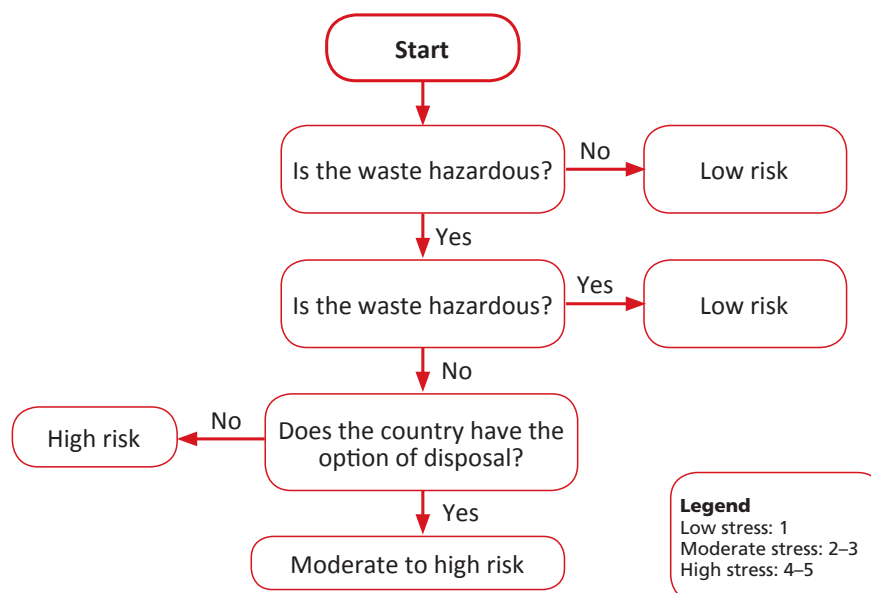 Start
Is the waste hazardous?
No
Low risk
Yes
Is the waste hazardous?
Yes
Low risk
No
Does the country have the
option of disposal?
No
High risk
Yes
Moderate to high risk
Legend
Low stress: 1
Moderate stress: 2–3
High stress: 4–5